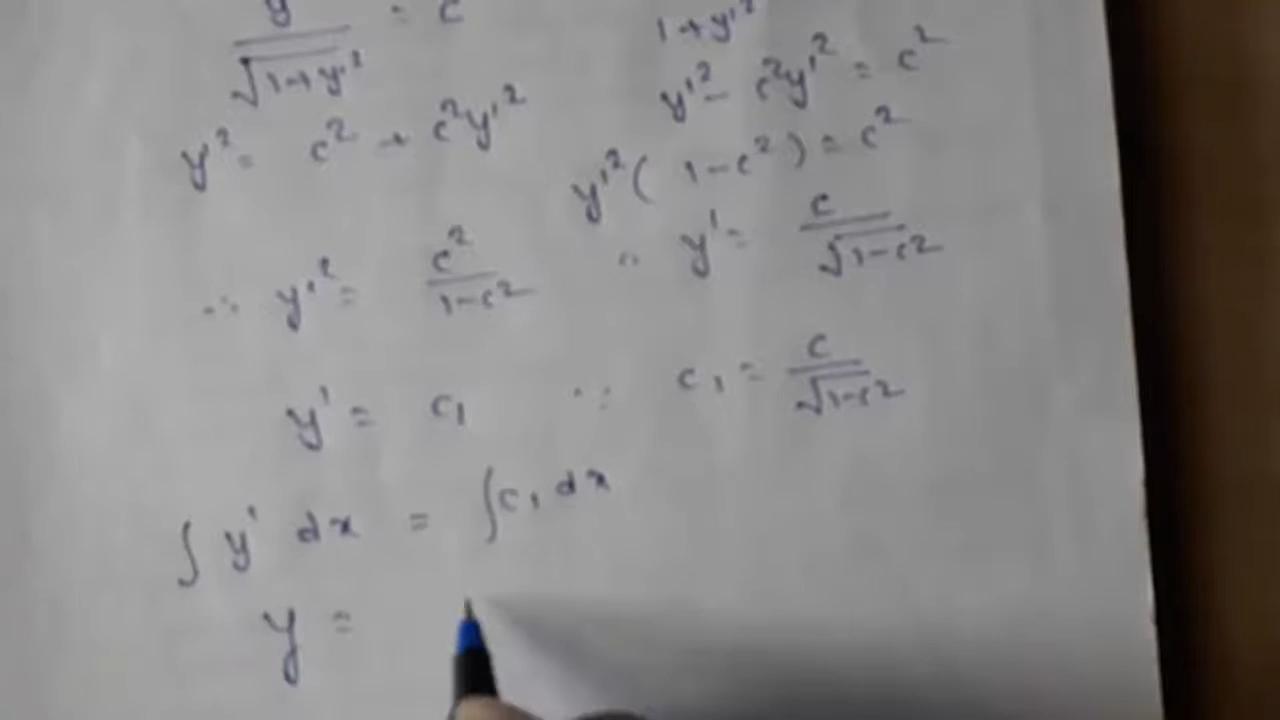 y' / √1+y'² = c
1+y'²
y'² = c² + c²y'²
y'² - c²y'² = c²
y'² ( 1-c² ) = c²
∴ y'² = c² / 1-c²
∴ y' = c / √1-c²
y' = c₁ ∵ c₁ = c / √1-c²
∫ y' dx = ∫ c₁ dx
y =